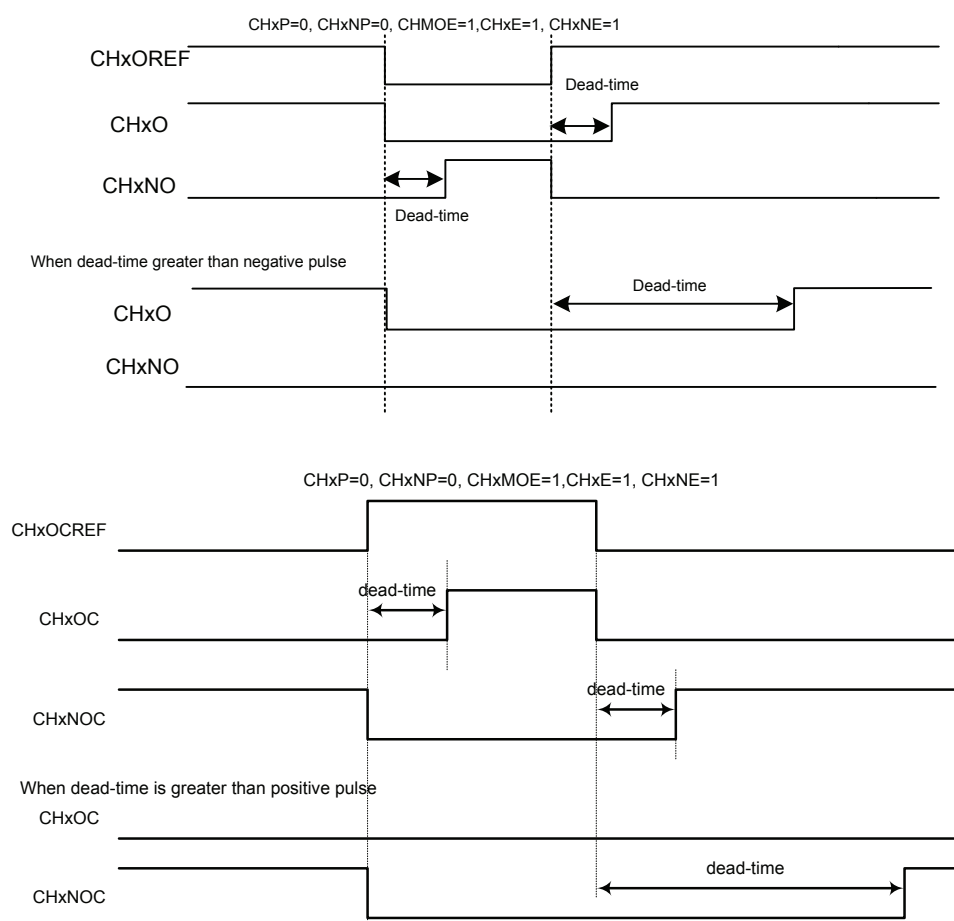 CHxP=0, CHxNP=0, CHMOE=1,CHxE=1, CHxNE=1
CHxOREF
Dead-time
CHxO
CHxNO
Dead-time
When dead-time greater than negative pulse
Dead-time
CHxO
CHxNO
CHxP=0, CHxNP=0, CHxMOE=1,CHxE=1, CHxNE=1
CHxOCREF
dead-time
CHxOC
dead-time
CHxNOC
When dead-time is greater than positive pulse
CHxOC
dead-time
CHxNOC